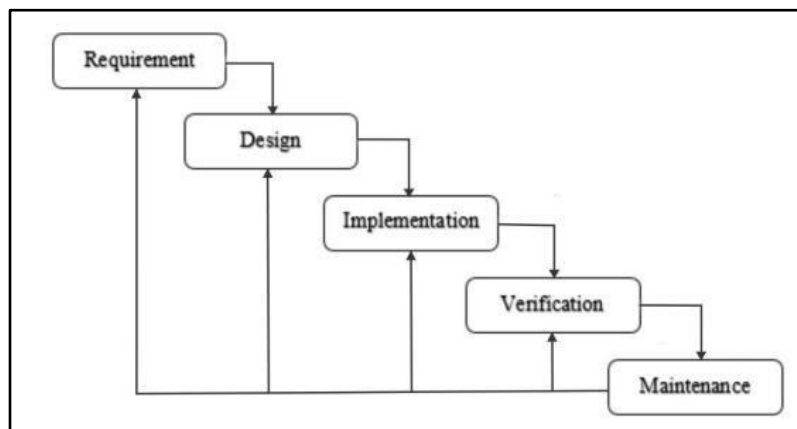 Requirement
Design
Implementation
Verification
Maintenance